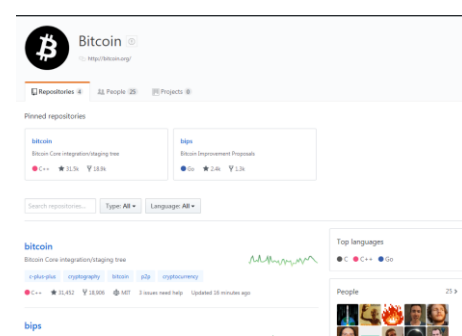 Bitcoin
http://bitcoin.org/
Repositories 4 People 25 Projects 0
Pinned repositories
bitcoin
Bitcoin Core integration/staging tree
C++ 31.5k 18.8k
bips
Bitcoin Improvement Proposals
Go 2.4k 1.3k
Search repositories... Type: All Language: All
bitcoin
Bitcoin Core integration/staging tree
c-plus-plus cryptography bitcoin p2p cryptocurrency
C++ 31,452 18,806 MIT 3 issues need help Updated 18 minutes ago
bips
Top languages
C C++ Go
People 25